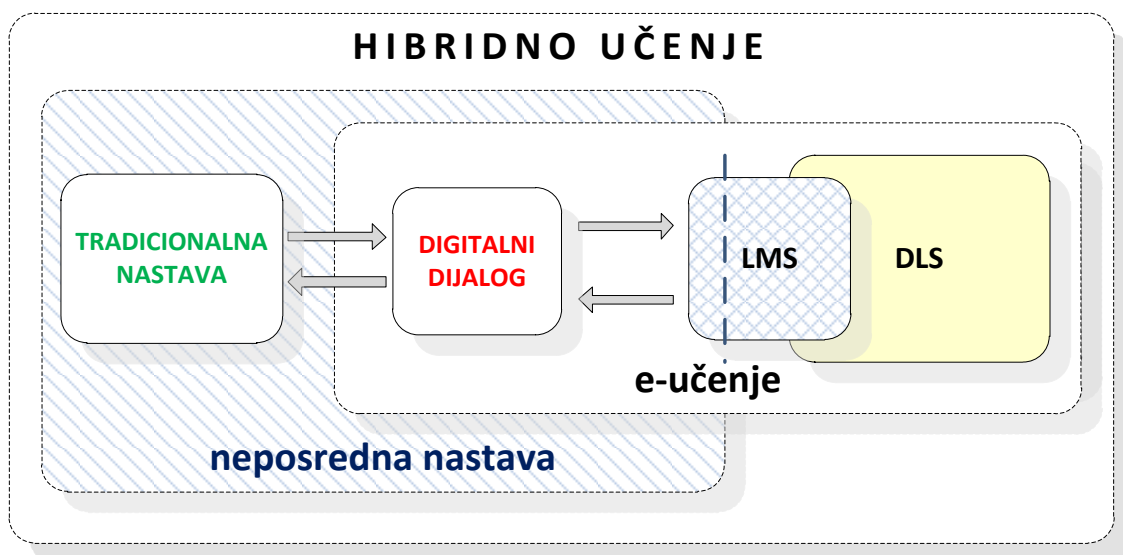 HIBRIDNO UČENJE
TRADICIONALNA
NASTAVA
DIGITALNI
DIJALOG
LMS
DLS
e-učenje
neposredna nastava